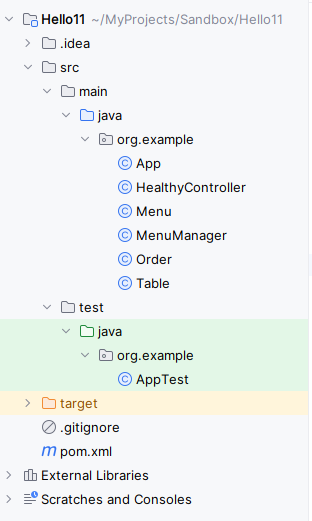 Hello11 ~/MyProjects/Sandbox/Hello11
.idea
src
main
java
org.example
App
HealthyController
Menu
MenuManager
Order
Table
test
java
org.example
AppTest
target
.gitignore
m pom.xml
External Libraries
Scratches and Consoles